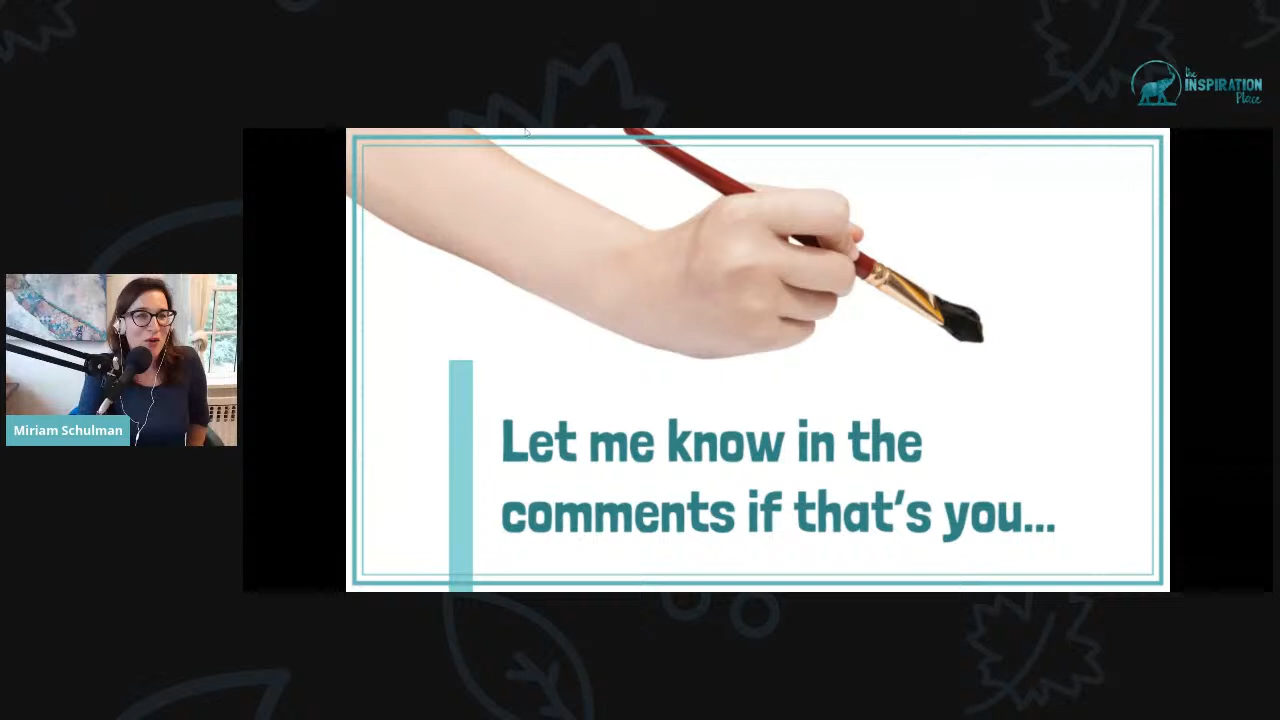 the
INSPIRATION
Place
Let me know in the
comments if that's you...
Miriam Schulman